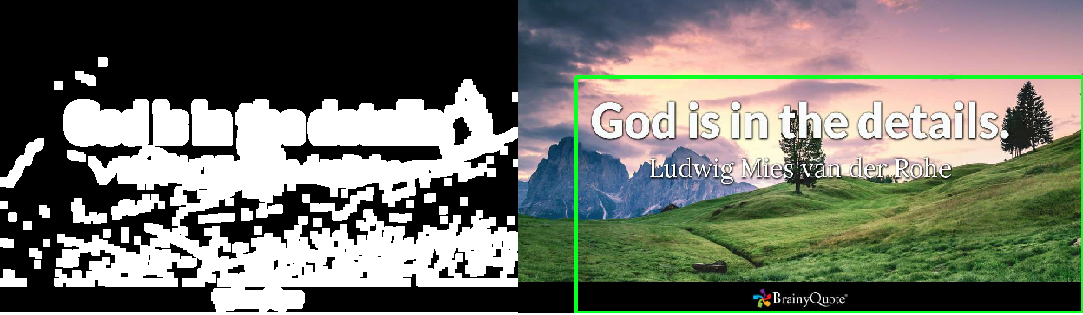 God is in the details.
Ludwig Mies van der Rohe
BrainyQuote®